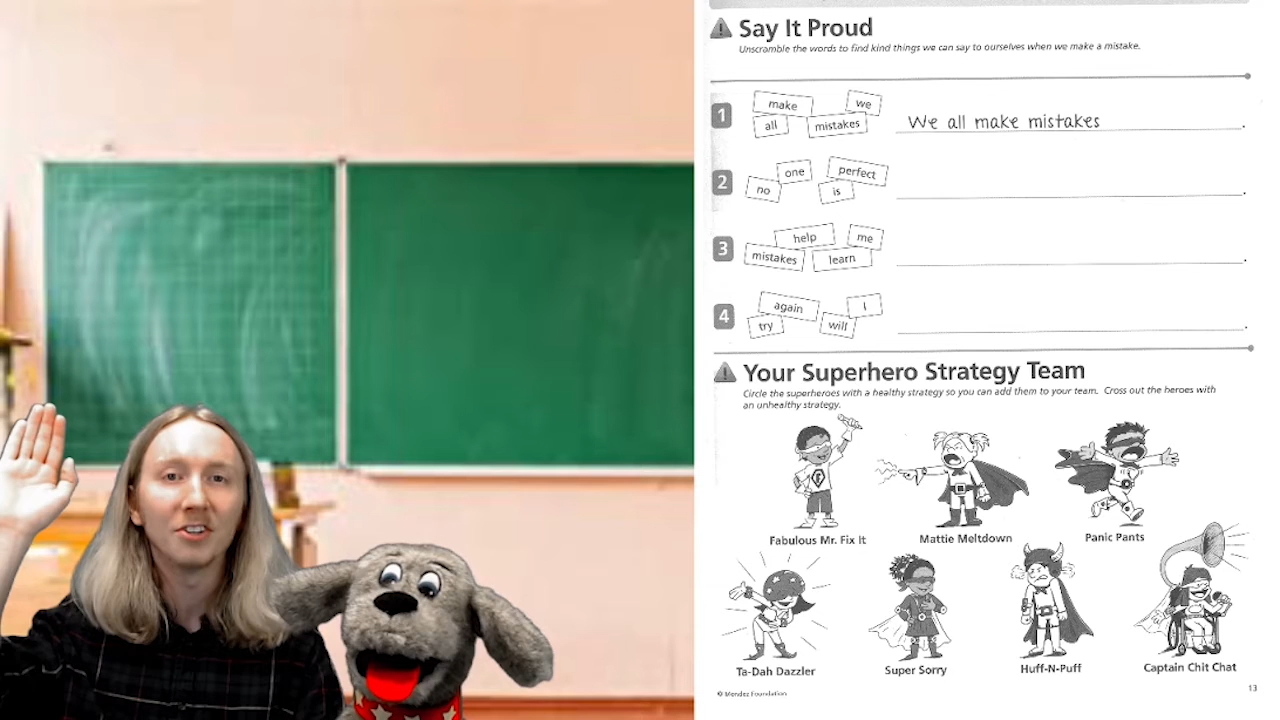 Say It Proud
Unscramble the words to find kind things we can say to ourselves when we make a mistake.
1
make
we
all
mistakes
We all make mistakes.
2
one
perfect
no
is
.
3
help
me
mistakes
learn
.
4
again
I
try
will
.
Your Superhero Strategy Team
Circle the superheroes with a healthy strategy so you can add them to your team. Cross out the heroes with
an unhealthy strategy.
F
Fabulous Mr. Fix It
Mattie Meltdown
Panic Pants
Ta-Dah Dazzler
Super Sorry
Huff-N-Puff
Captain Chit Chat
© Mendez Foundation
13